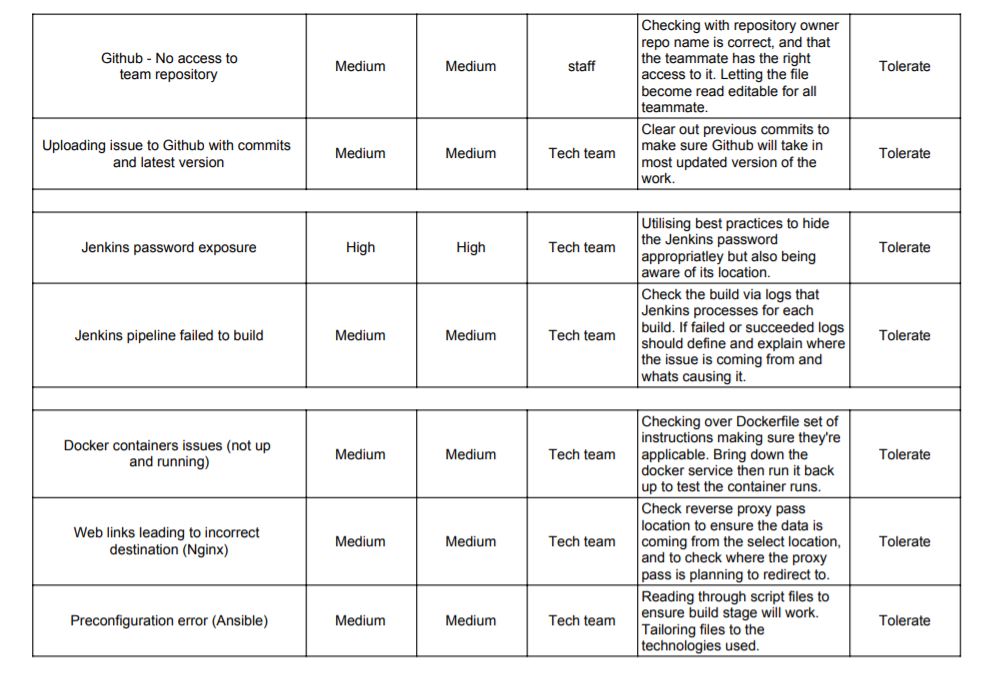 Github - No access to
team repository
Medium
Medium
staff
Checking with repository owner
repo name is correct, and that
the teammate has the right
access to it. Letting the file
become read editable for all
teammate.
Tolerate
Uploading issue to Github with commits
and latest version
Medium
Medium
Tech team
Clear out previous commits to
make sure Github will take in
most updated version of the
work.
Tolerate
Jenkins password exposure
High
High
Tech team
Utilising best practices to hide
the Jenkins password
appropriatley but also being
aware of its location.
Tolerate
Jenkins pipeline failed to build
Medium
Medium
Tech team
Check the build via logs that
Jenkins processes for each
build. If failed or succeeded logs
should define and explain where
the issue is coming from and
whats causing it.
Tolerate
Docker containers issues (not up
and running)
Medium
Medium
Tech team
Checking over Dockerfile set of
instructions making sure they're
applicable. Bring down the
docker service then run it back
up to test the container runs.
Tolerate
Web links leading to incorrect
destination (Nginx)
Medium
Medium
Tech team
Check reverse proxy pass
location to ensure the data is
coming from the select location,
and to check where the proxy
pass is planning to redirect to.
Tolerate
Preconfiguration error (Ansible)
Medium
Medium
Tech team
Reading through script files to
ensure build stage will work.
Tailoring files to the
technologies used.
Tolerate